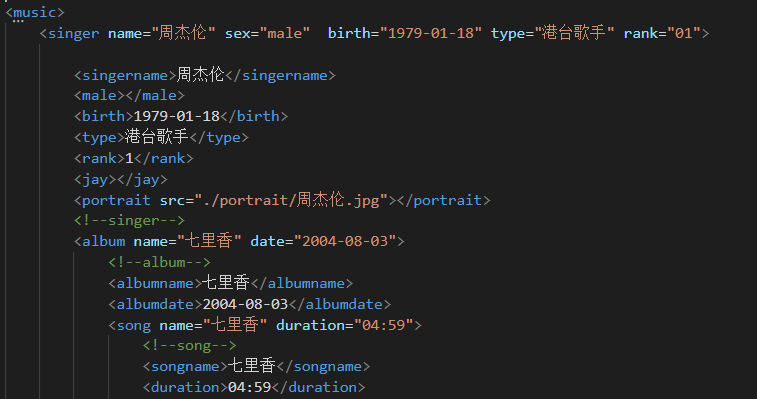 <music>
<singer name="周杰伦" sex="male"  birth="1979-01-18" type="港台歌手" rank="01">
<singername>周杰伦</singername>
<male></male>
<birth>1979-01-18</birth>
<type>港台歌手</type>
<rank>1</rank>
<jay></jay>
<portrait src="./portrait/周杰伦.jpg"></portrait>
<!--singer-->
<album name="七里香" date="2004-08-03">
<!--album-->
<albumname>七里香</albumname>
<albumdate>2004-08-03</albumdate>
<song name="七里香" duration="04:59">
<!--song-->
<songname>七里香</songname>
<duration>04:59</duration>